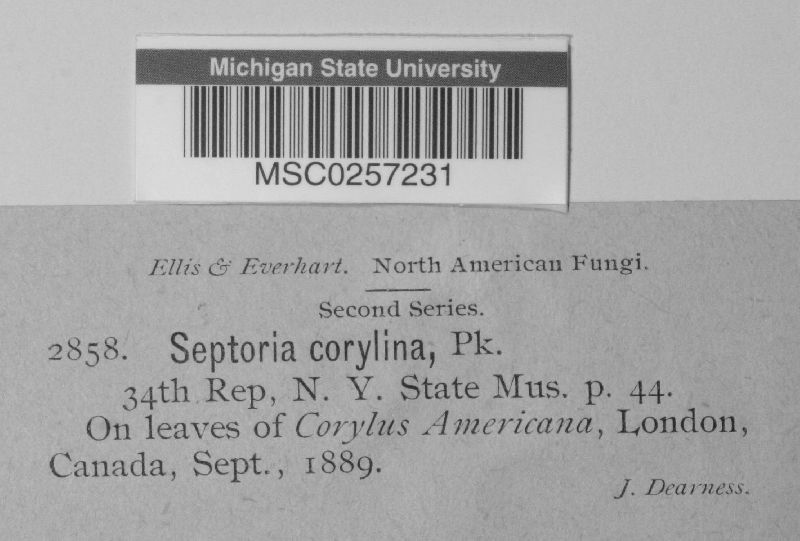 Michigan State University
MSC0257231
Ellis & Everhart. North American Fungi.
Second Series.
2858. Septoria corylina, Pk.
34th Rep, N. Y. State Mus. p. 44.
On leaves of Corylus Americana, London,
Canada, Sept., 1889.
J. Dearness.